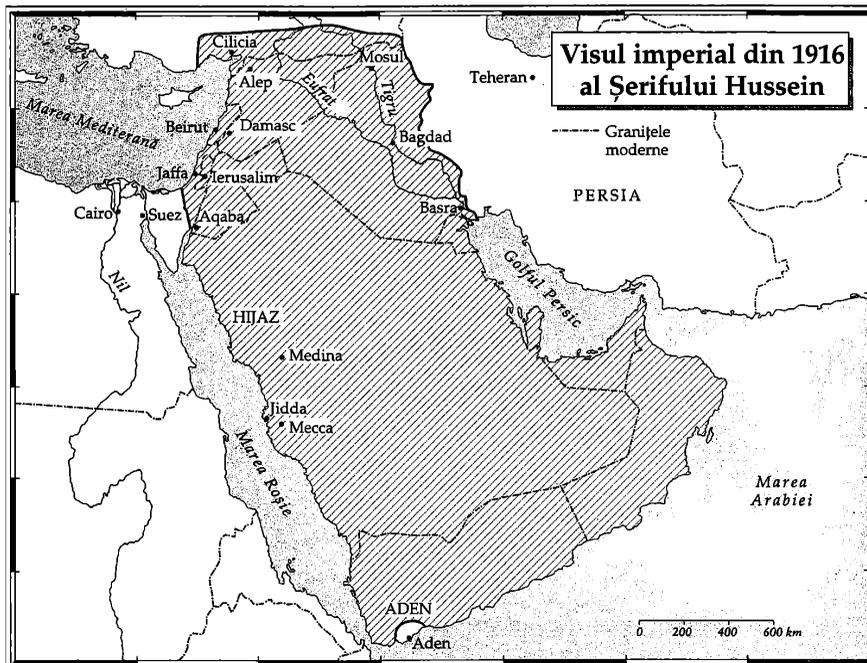 Visul imperial din 1916
al Șerifului Hussein
Granițele
moderne
Cilicia
Alep
Mosul
Teheran
Eufrat
Tigru
Marea Mediterană
Beirut
Damasc
Bagdad
Jaffa
Ierusalim
PERSIA
Cairo
Suez
Aqaba
Basra
Nil
Golful Persic
HIJAZ
Medina
Jidda
Mecca
Marea Roșie
Marea
Arabiei
ADEN
Aden
0 200 400 600 km